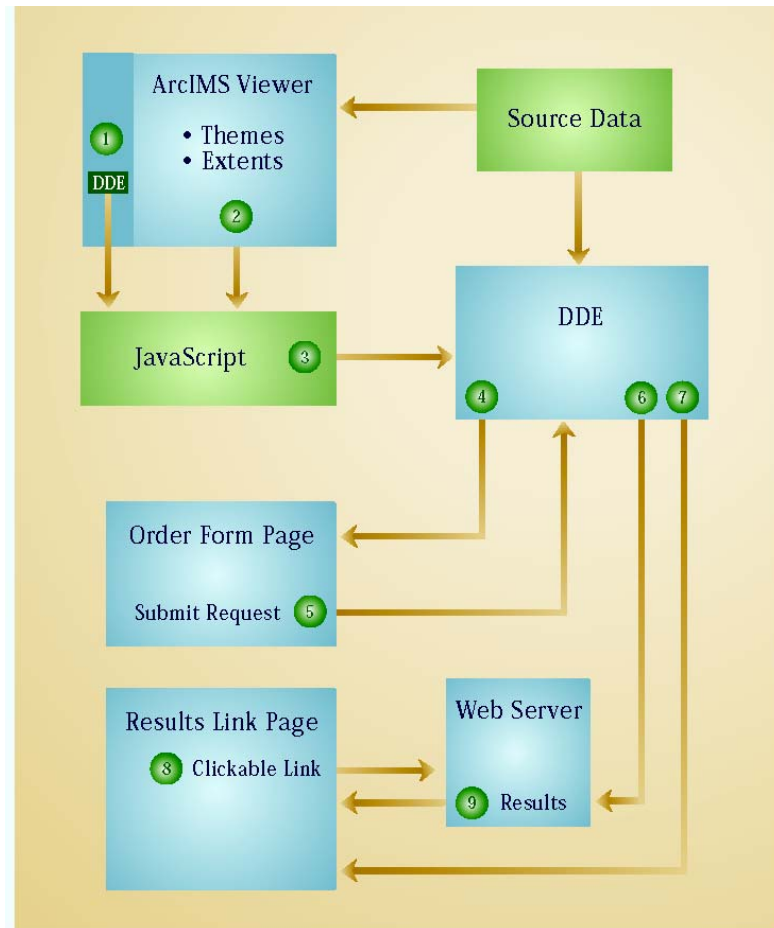 ArcIMS Viewer
• Themes
• Extents
1
DDE
2
Source Data
JavaScript 3
DDE
4 6 7
Order Form Page
Submit Request 5
Results Link Page
8 Clickable Link
Web Server
9 Results